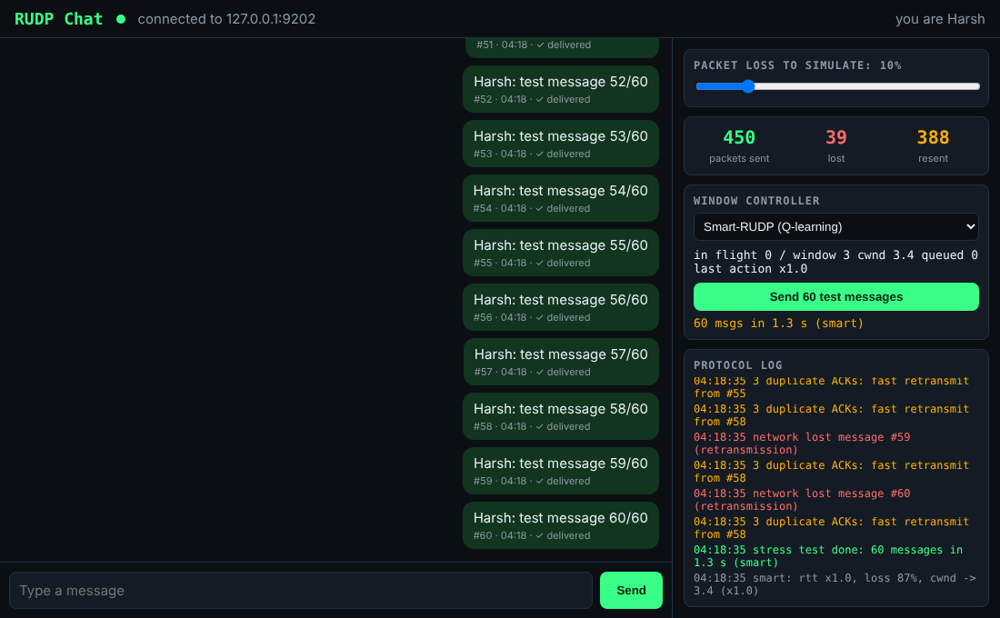 RUDP Chat connected to 127.0.0.1:9202 you are Harsh
#51 · 04:18 · ✓ delivered
Harsh: test message 52/60
#52 · 04:18 · ✓ delivered
Harsh: test message 53/60
#53 · 04:18 · ✓ delivered
Harsh: test message 54/60
#54 · 04:18 · ✓ delivered
Harsh: test message 55/60
#55 · 04:18 · ✓ delivered
Harsh: test message 56/60
#56 · 04:18 · ✓ delivered
Harsh: test message 57/60
#57 · 04:18 · ✓ delivered
Harsh: test message 58/60
#58 · 04:18 · ✓ delivered
Harsh: test message 59/60
#59 · 04:18 · ✓ delivered
Harsh: test message 60/60
#60 · 04:18 · ✓ delivered
Type a message
Send
PACKET LOSS TO SIMULATE: 10%
450 39 388
packets sent lost resent
WINDOW CONTROLLER
Smart-RUDP (Q-learning)
in flight 0 / window 3 cwnd 3.4 queued 0
last action x1.0
Send 60 test messages
60 msgs in 1.3 s (smart)
PROTOCOL LOG
04:18:35 3 duplicate ACKs: fast retransmit
from #55
04:18:35 3 duplicate ACKs: fast retransmit
from #58
04:18:35 network lost message #59
(retransmission)
04:18:35 3 duplicate ACKs: fast retransmit
from #58
04:18:35 network lost message #60
(retransmission)
04:18:35 3 duplicate ACKs: fast retransmit
from #58
04:18:35 stress test done: 60 messages in
1.3 s (smart)
04:18:35 smart: rtt x1.0, loss 87%, cwnd ->
3.4 (x1.0)